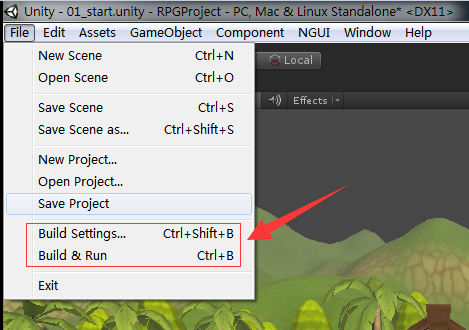 Unity - 01_start.unity - RPGProject - PC, Mac & Linux Standalone* <DX11>
File Edit Assets GameObject Component NGUI Window Help
New Scene Ctrl+N
Local
Open Scene Ctrl+O
Save Scene Ctrl+S
Effects
Save Scene as... Ctrl+Shift+S
New Project...
Open Project...
Save Project
Build Settings... Ctrl+Shift+B
Build & Run Ctrl+B
Exit